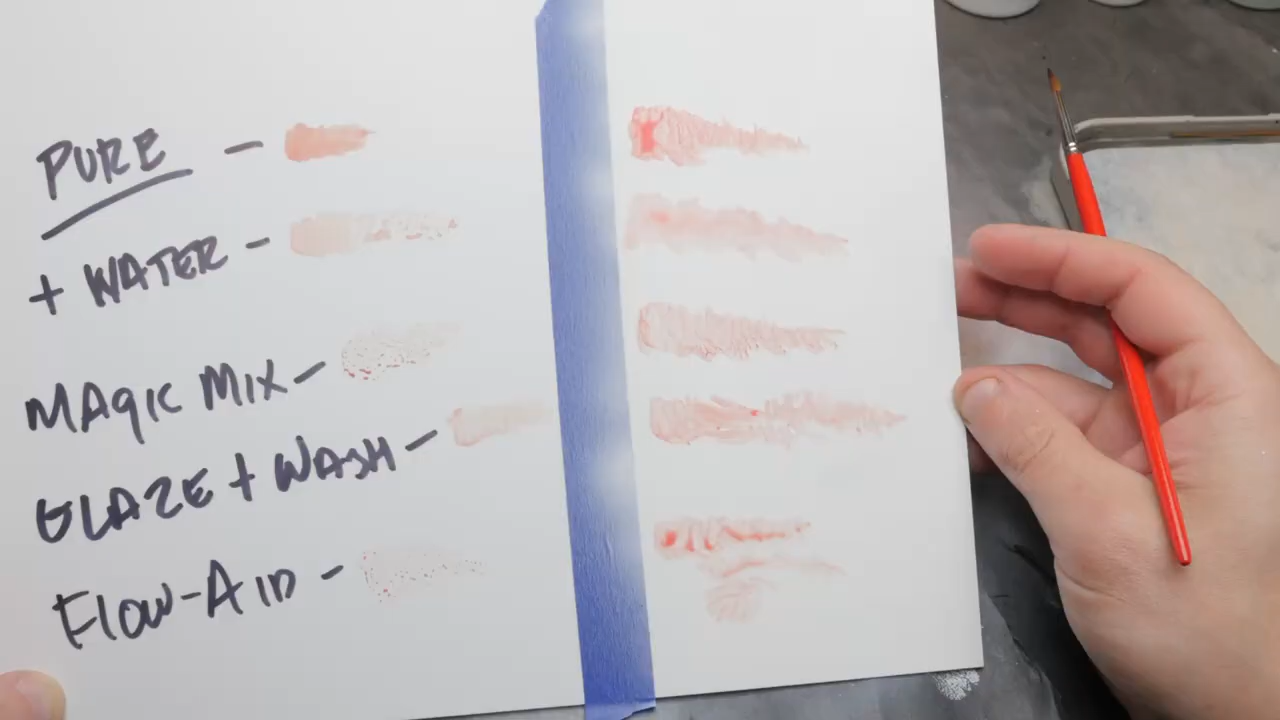 PURE -
+ WATER -
MAGIC MIX -
GLAZE + WASH -
FLOW-AID -